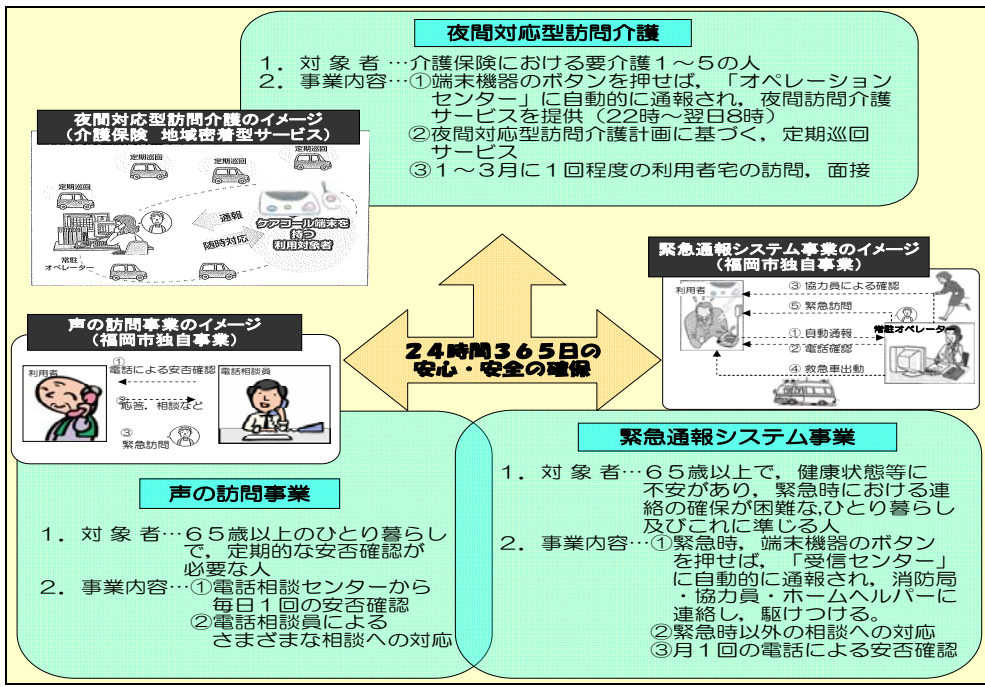 夜間対応型訪問介護
1．対 象 者 …介護保険における要介護1～5の人
2．事業内容…①端末機器のボタンを押せば，「オペレーション
センター」に自動的に通報され，夜間訪問介護
サービスを提供（22時～翌日8時）
②夜間対応型訪問介護計画に基づく，定期巡回
サービス
③1～3月に1回程度の利用者宅の訪問，面接
夜間対応型訪問介護のイメージ
（介護保険 地域密着型サービス）
定期巡回
定期巡回
定期巡回
定期巡回
通報
随時対応
ケアコール端末を
持つ
利用対象者
常駐
オペレーター
緊急通報システム事業のイメージ
（福岡市独自事業）
利用者
③ 協力員による確認
⑤ 緊急訪問
常駐オペレーター
① 自動通報
② 電話確認
④ 救急車出動
24時間365日の
安心・安全の確保
声の訪問事業のイメージ
（福岡市独自事業）
利用者
①
電話による安否確認
電話相談員
②
応答，相談など
③
緊急訪問
声の訪問事業
1．対 象 者…65歳以上のひとり暮らし
で，定期的な安否確認が
必要な人
2．事業内容…①電話相談センターから
毎日1回の安否確認
②電話相談員による
さまざまな相談への対応
緊急通報システム事業
1．対 象 者…65歳以上で，健康状態等に
不安があり，緊急時における連
絡の確保が困難な,ひとり暮らし
及びこれに準じる人
2．事業内容…①緊急時，端末機器のボタン
を押せば，「受信センター」
に自動的に通報され，消防局
・協力員・ホームヘルパーに
連絡し，駆けつける。
②緊急時以外の相談への対応
③月1回の電話による安否確認